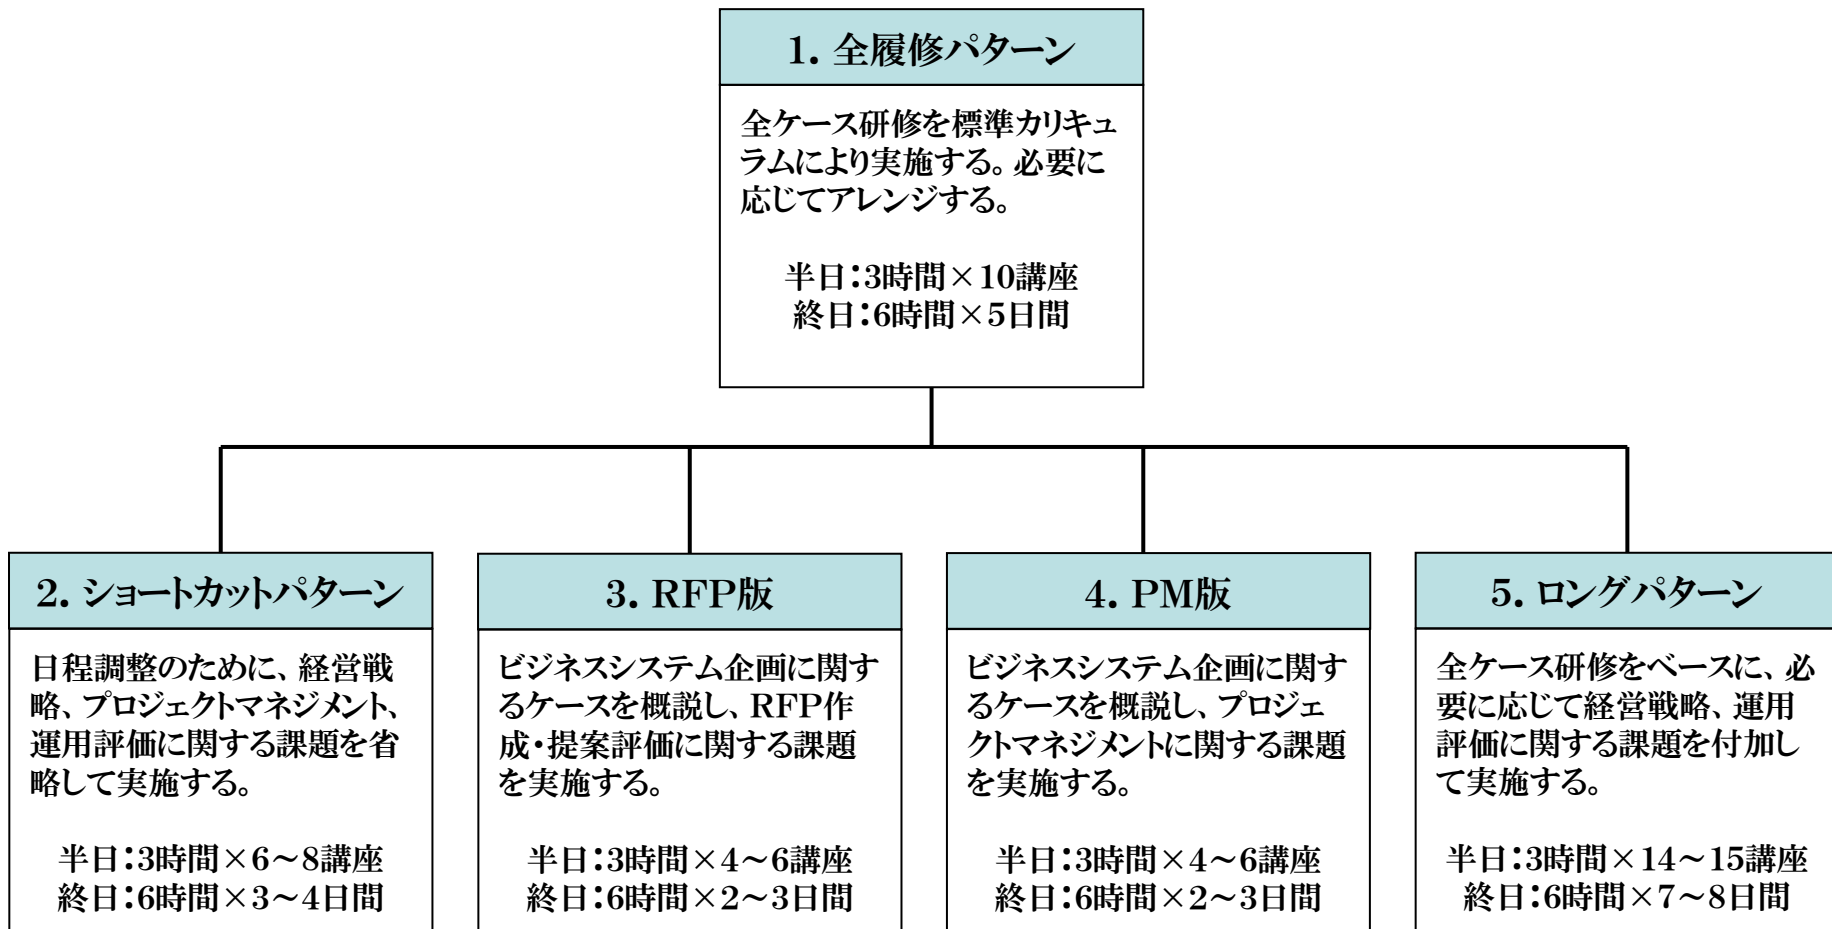 1. 全履修パターン
全ケース研修を標準カリキュ
ラムにより実施する。必要に
応じてアレンジする。
半日：3時間×10講座
終日：6時間×5日間
2. ショートカットパターン
日程調整のために、経営戦
略、プロジェクトマネジメント、
運用評価に関する課題を省
略して実施する。
半日：3時間×6～8講座
終日：6時間×3～4日間
3. RFP版
ビジネスシステム企画に関す
るケースを概説し、RFP作
成・提案評価に関する課題
を実施する。
半日：3時間×4～6講座
終日：6時間×2～3日間
4. PM版
ビジネスシステム企画に関す
るケースを概説し、プロジェ
クトマネジメントに関する課題
を実施する。
半日：3時間×4～6講座
終日：6時間×2～3日間
5. ロングパターン
全ケース研修をベースに、必
要に応じて経営戦略、運用
評価に関する課題を付加し
て実施する。
半日：3時間×14～15講座
終日：6時間×7～8日間